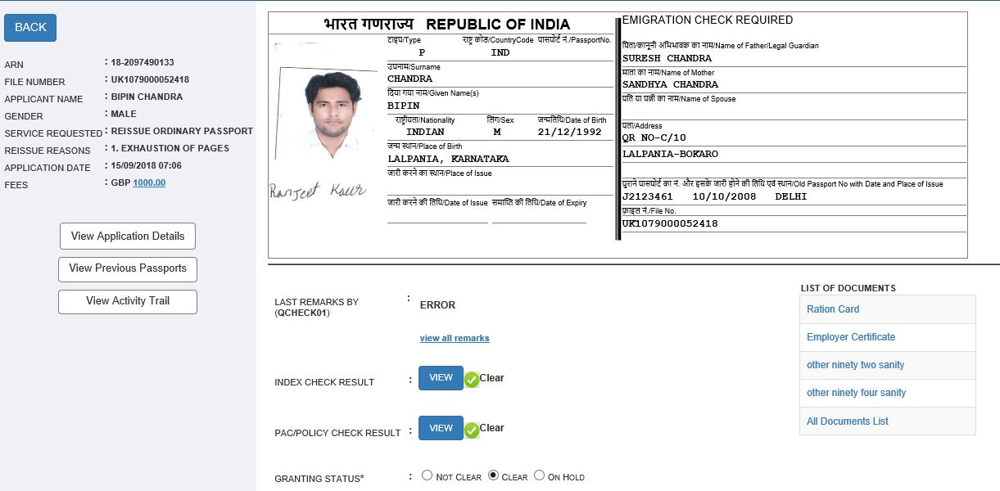 BACK
ARN : 18-2097490133
FILE NUMBER : UK1079000052418
APPLICANT NAME : BIPIN CHANDRA
GENDER : MALE
SERVICE REQUESTED : REISSUE ORDINARY PASSPORT
REISSUE REASONS : 1. EXHAUSTION OF PAGES
APPLICATION DATE : 15/09/2018 07:06
FEES : GBP 1000.00
View Application Details
View Previous Passports
View Activity Trail
भारत गणराज्य REPUBLIC OF INDIA
टाइप/Type राष्ट्र कोड/CountryCode पासपोर्ट नं./PassportNo.
P IND
उपनाम/Surname
CHANDRA
दिया गया नाम/Given Name(s)
BIPIN
राष्ट्रीयता/Nationality लिंग/Sex जन्मतिथि/Date of Birth
INDIAN M 21/12/1992
जन्म स्थान/Place of Birth
LALPANIA, KARNATAKA
जारी करने का स्थान/Place of Issue
जारी करने की तिथि/Date of Issue समाप्ति की तिथि/Date of Expiry
Ranjeet Kaur
EMIGRATION CHECK REQUIRED
पिता/कानूनी अभिभावक का नाम/Name of Father/Legal Guardian
SURESH CHANDRA
माता का नाम/Name of Mother
SANDHYA CHANDRA
पति या पत्नी का नाम/Name of Spouse
पता/Address
QR NO-C/10
LALPANIA-BOKARO
पुराने पासपोर्ट का नं. और इसके जारी होने की तिथि एवं स्थान/Old Passport No with Date and Place of Issue
J2123461 10/10/2008 DELHI
फ़ाइल नं./File No.
UK1079000052418
LAST REMARKS BY
(QCHECK01) : ERROR
view all remarks
INDEX CHECK RESULT : VIEW Clear
PAC/POLICY CHECK RESULT : VIEW Clear
GRANTING STATUS* : NOT CLEAR CLEAR ON HOLD
LIST OF DOCUMENTS
Ration Card
Employer Certificate
other ninety two sanity
other ninety four sanity
All Documents List